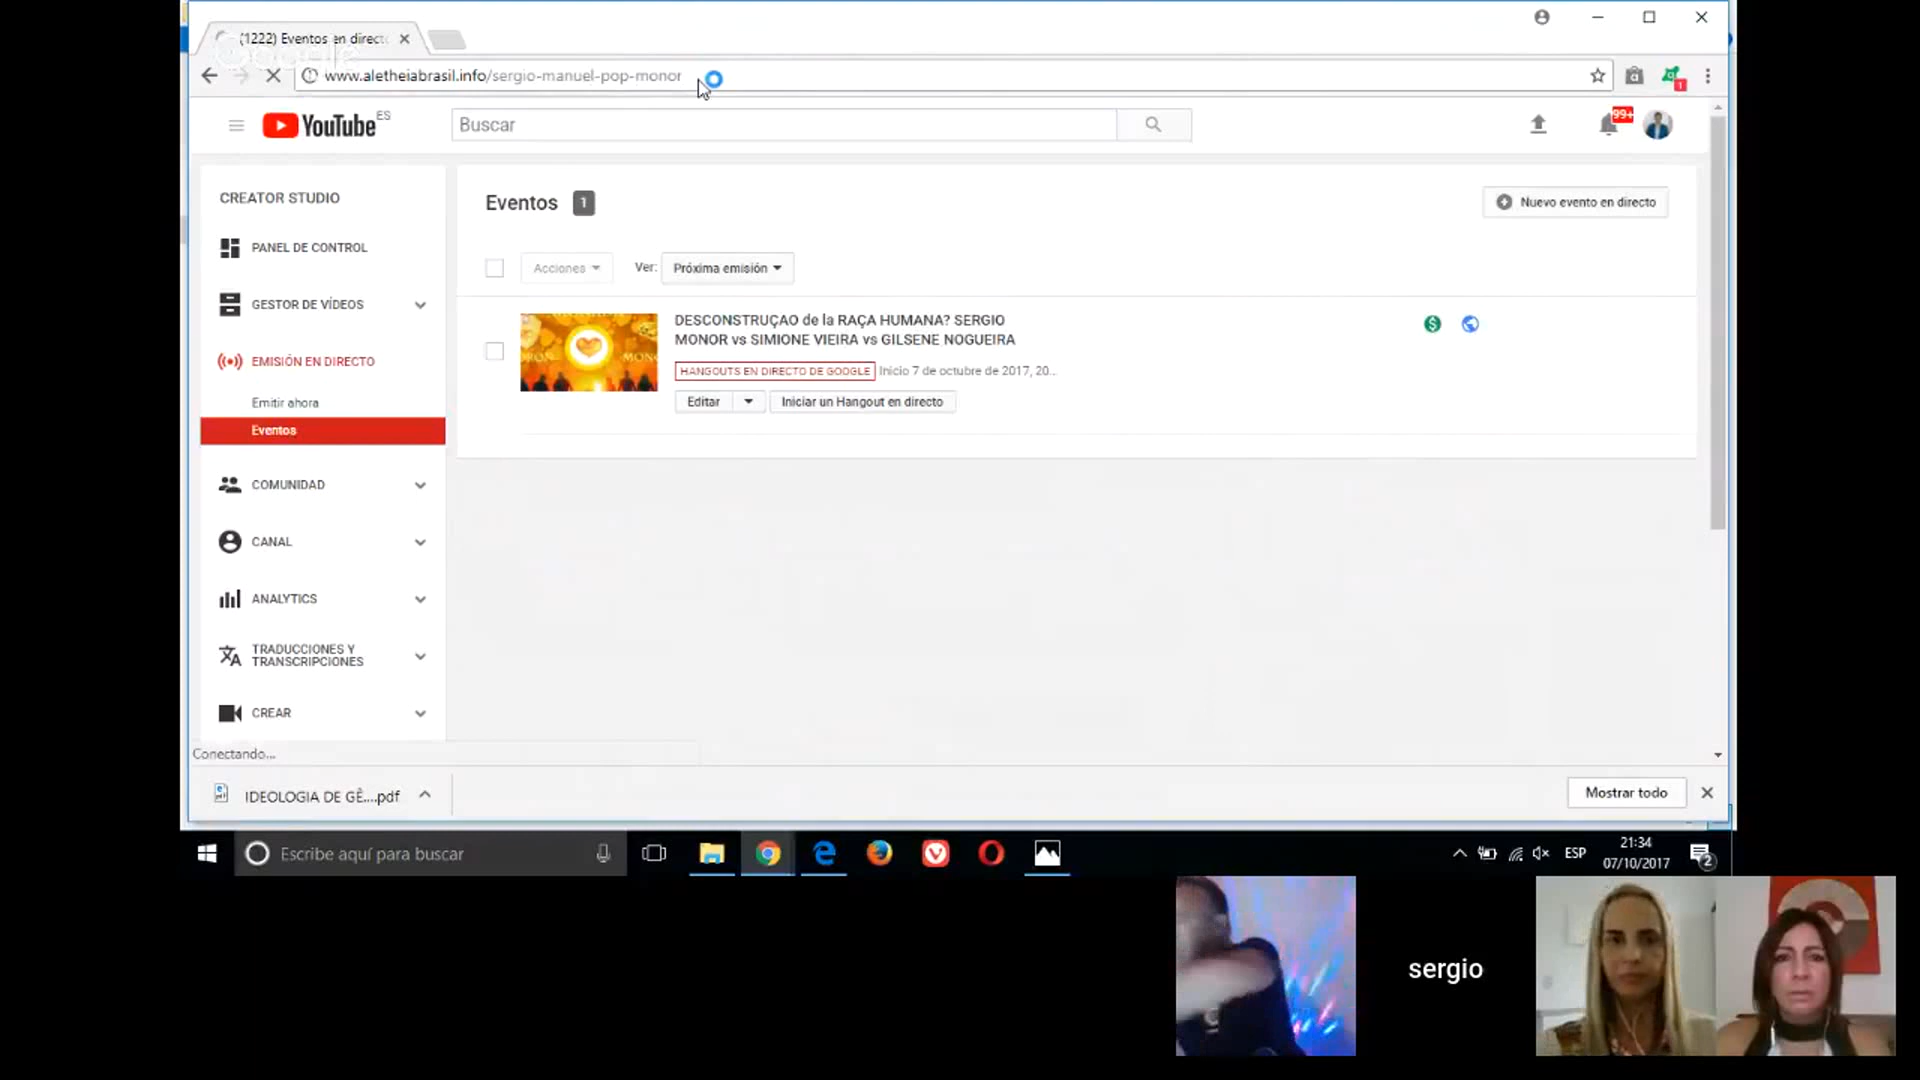 (1222) Eventos en direct
Google
www.aletheiabrasil.info/sergio-manuel-pop-monor
1
YouTube ES
Buscar
99+
CREATOR STUDIO
PANEL DE CONTROL
GESTOR DE VÍDEOS
EMISIÓN EN DIRECTO
Emitir ahora
Eventos
COMUNIDAD
CANAL
ANALYTICS
TRADUCCIONES Y
TRANSCRIPCIONES
CREAR
Eventos 1
Nuevo evento en directo
Acciones
Ver:
Próxima emisión
DESCONSTRUÇAO de la RAÇA HUMANA? SERGIO
MONOR vs SIMIONE VIEIRA vs GILSENE NOGUEIRA
HANGOUTS EN DIRECTO DE GOOGLE Inicio 7 de octubre de 2017, 20...
Editar
Iniciar un Hangout en directo
Conectando...
IDEOLOGIA DE GÊ....pdf
Mostrar todo
Escribe aquí para buscar
ESP
21:34
07/10/2017
2
sergio